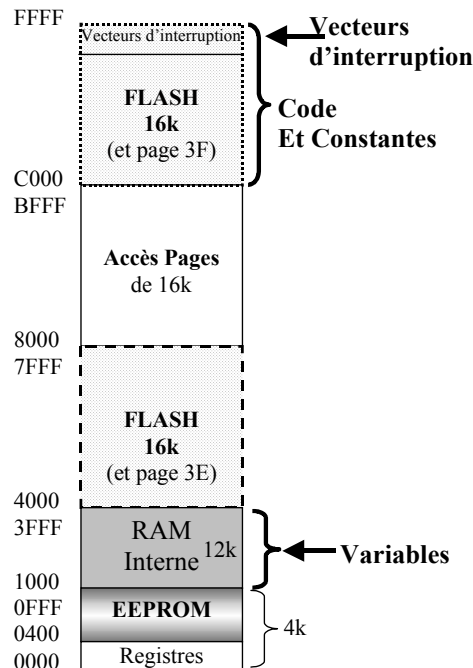 FFFF
Vecteurs d'interruption
Vecteurs
d'interruption
FLASH
16k
(et page 3F)
Code
Et Constantes
C000
BFFF
Accès Pages
de 16k
8000
7FFF
FLASH
16k
(et page 3E)
4000
3FFF
RAM
Interne 12k
Variables
1000
0FFF
EEPROM
0400
4k
Registres
0000